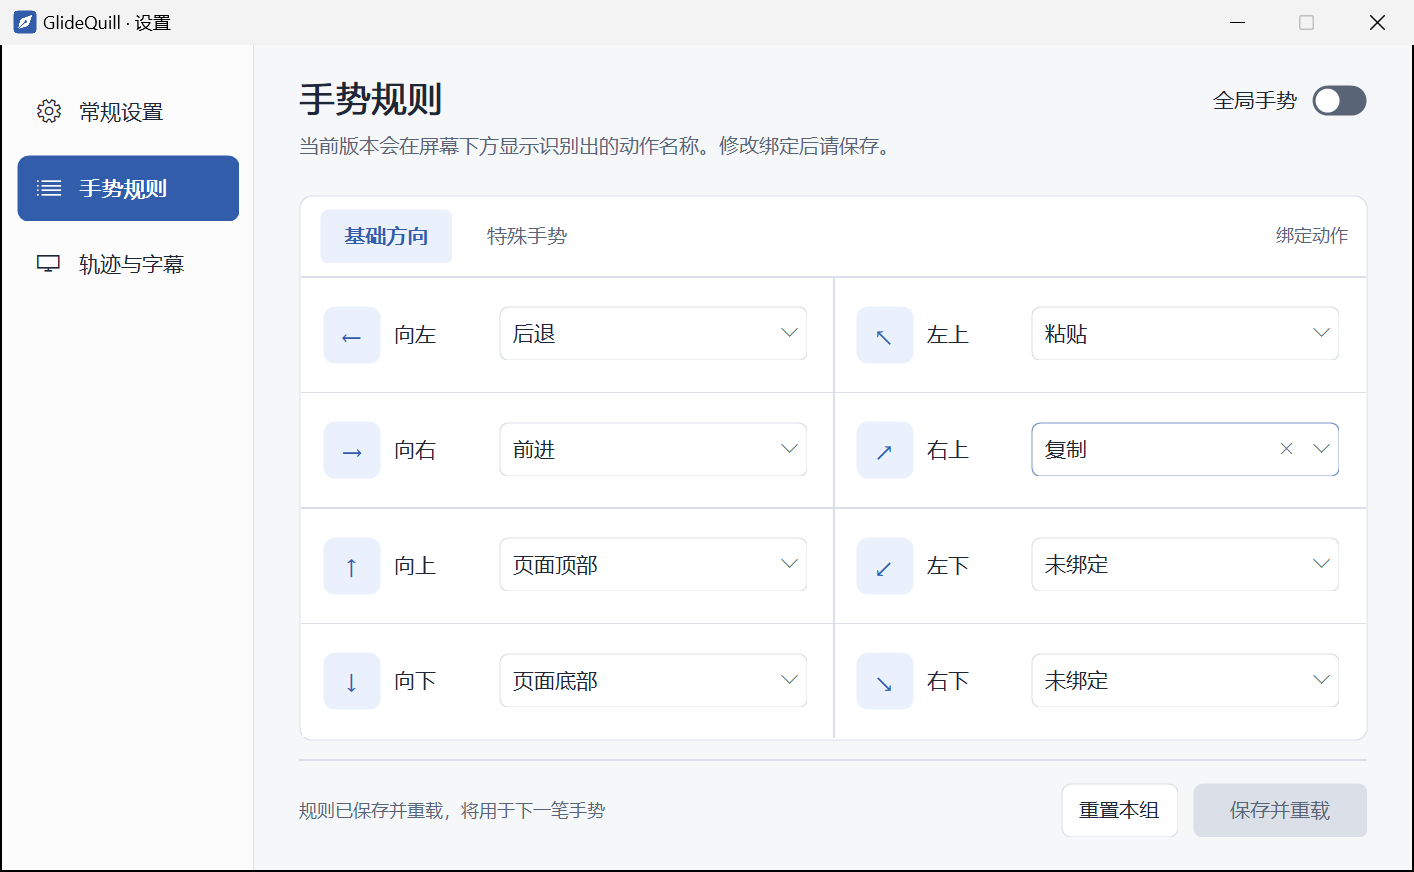 GlideQuill · 设置
常规设置
手势规则
轨迹与字幕
手势规则
全局手势
当前版本会在屏幕下方显示识别出的动作名称。修改绑定后请保存。
基础方向 特殊手势 绑定动作
← 向左 后退 ↖ 左上 粘贴
→ 向右 前进 ↗ 右上 复制
↑ 向上 页面顶部 ↙ 左下 未绑定
↓ 向下 页面底部 ↘ 右下 未绑定
规则已保存并重载，将用于下一笔手势
重置本组 保存并重载